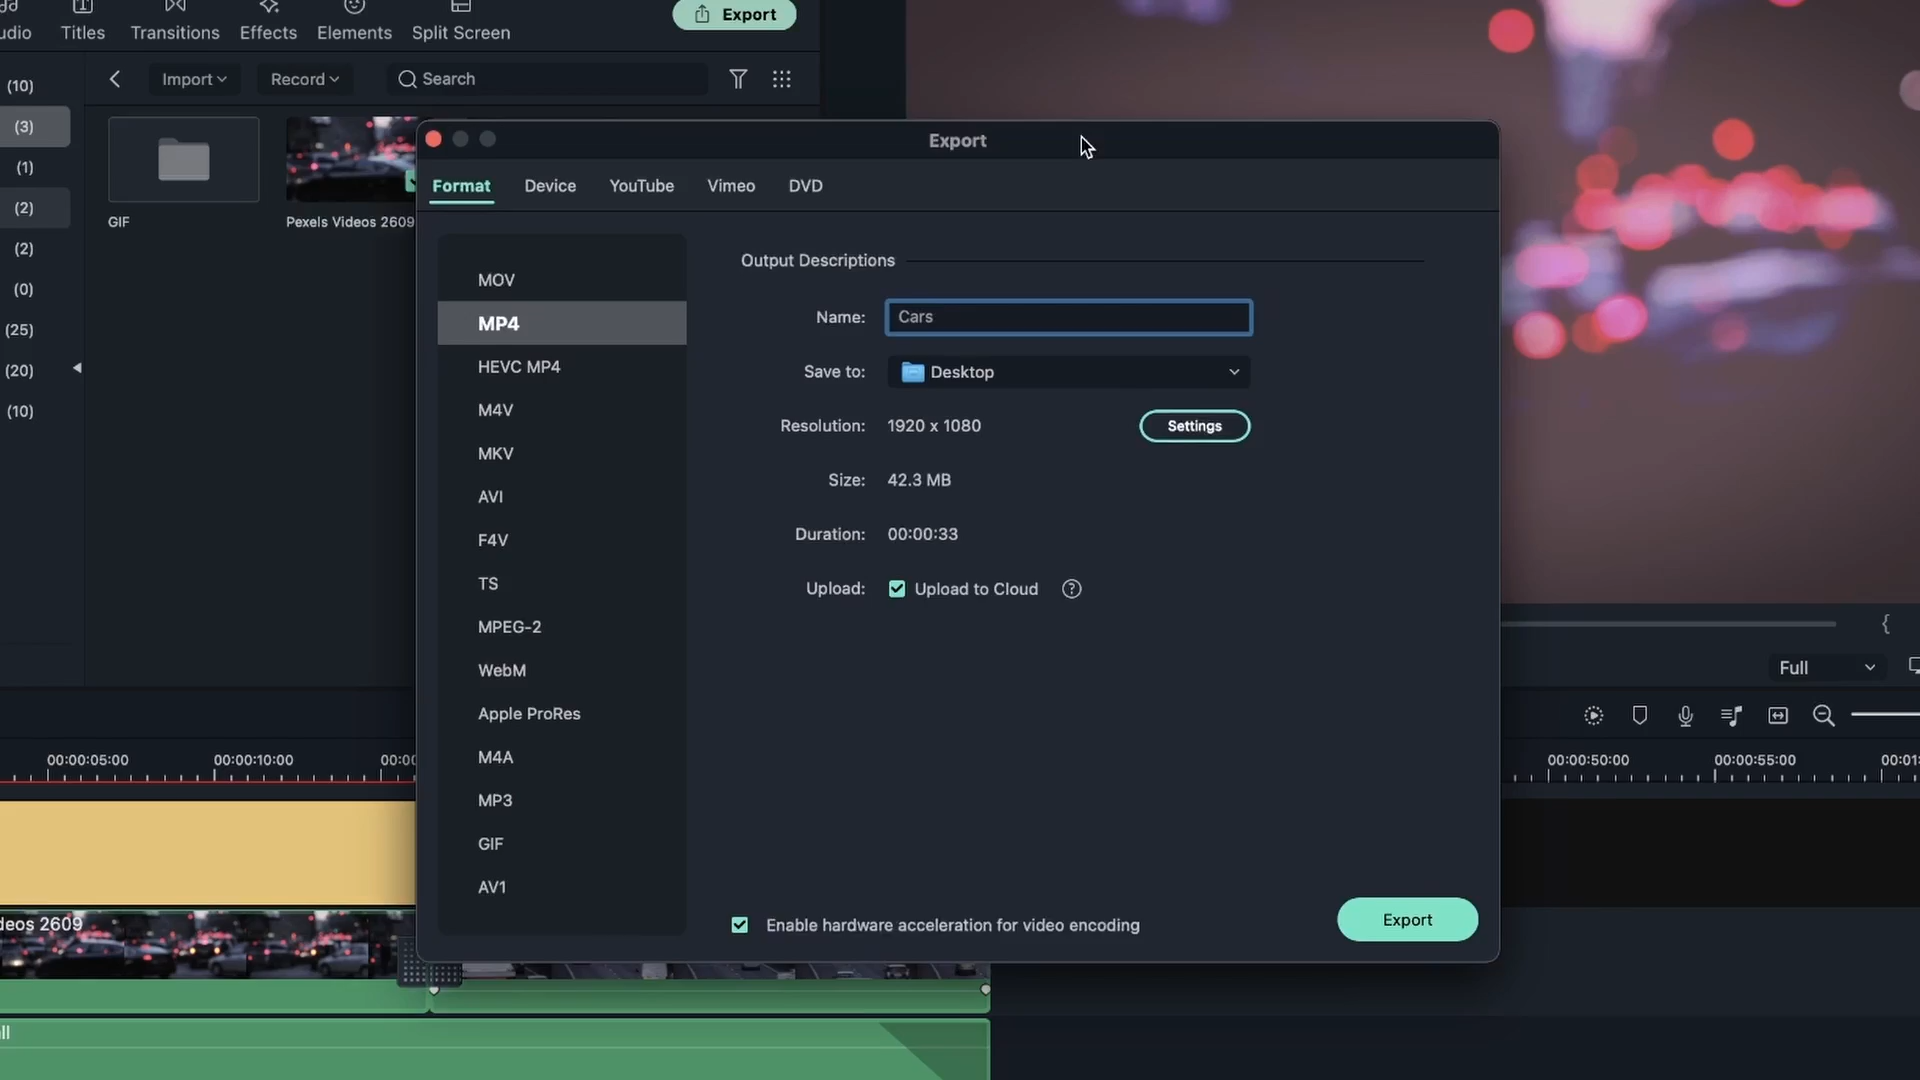 udio
Titles
Transitions
Effects
Elements
Split Screen
Export
(10)
(3)
(1)
(2)
(2)
(0)
(25)
(20)
(10)
Import
Record
Search
GIF
Pexels Videos 2609
Export
Format
Device
YouTube
Vimeo
DVD
MOV
MP4
HEVC MP4
M4V
MKV
AVI
F4V
TS
MPEG-2
WebM
Apple ProRes
M4A
MP3
GIF
AV1
Output Descriptions
Name: Cars
Save to: Desktop
Resolution: 1920 x 1080 Settings
Size: 42.3 MB
Duration: 00:00:33
Upload: Upload to Cloud ?
Enable hardware acceleration for video encoding
Export
{
Full
00:00:05:00
00:00:10:00
00:0
00:00:50:00
00:00:55:00
00:01:
deos 2609
ll